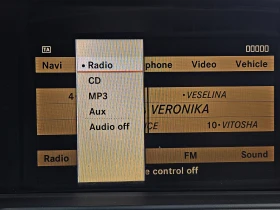 TA
Navi • Radio phone Video Vehicle
CD
MP3
Aux
Audio off
4 • VESELINA
VERONIKA
CE 10 • VITOSHA
Radio FM Sound
e control off